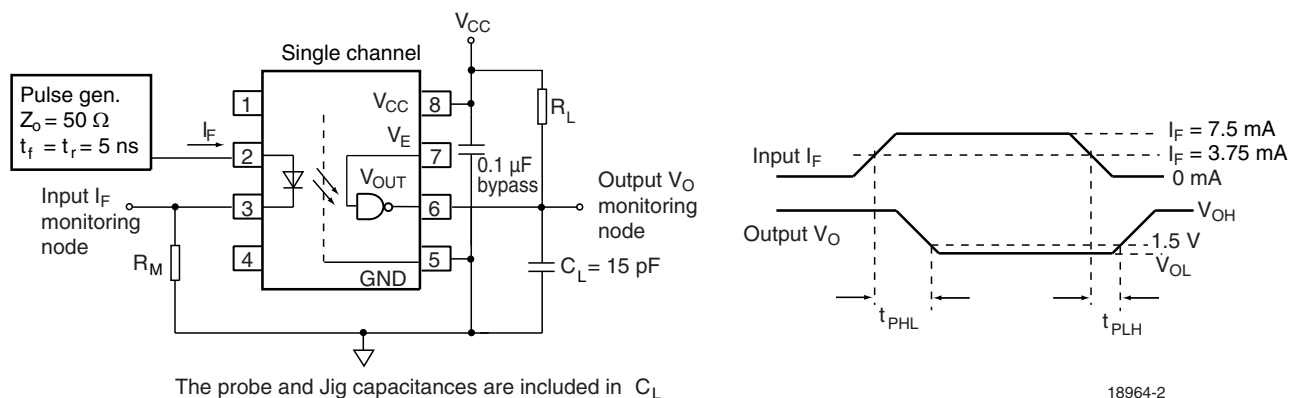 V_CC
Single channel
Pulse gen.
Z_o = 50 Ω
t_f = t_r = 5 ns
I_F
1
2
3
4
V_CC 8
V_E 7
V_OUT 6
GND 5
R_L
0.1 µF
bypass
Input I_F
monitoring
node
R_M
Output V_O
monitoring
node
C_L = 15 pF
The probe and Jig capacitances are included in C_L
Input I_F
I_F = 7.5 mA
I_F = 3.75 mA
0 mA
Output V_O
V_OH
1.5 V
V_OL
t_PHL
t_PLH
18964-2